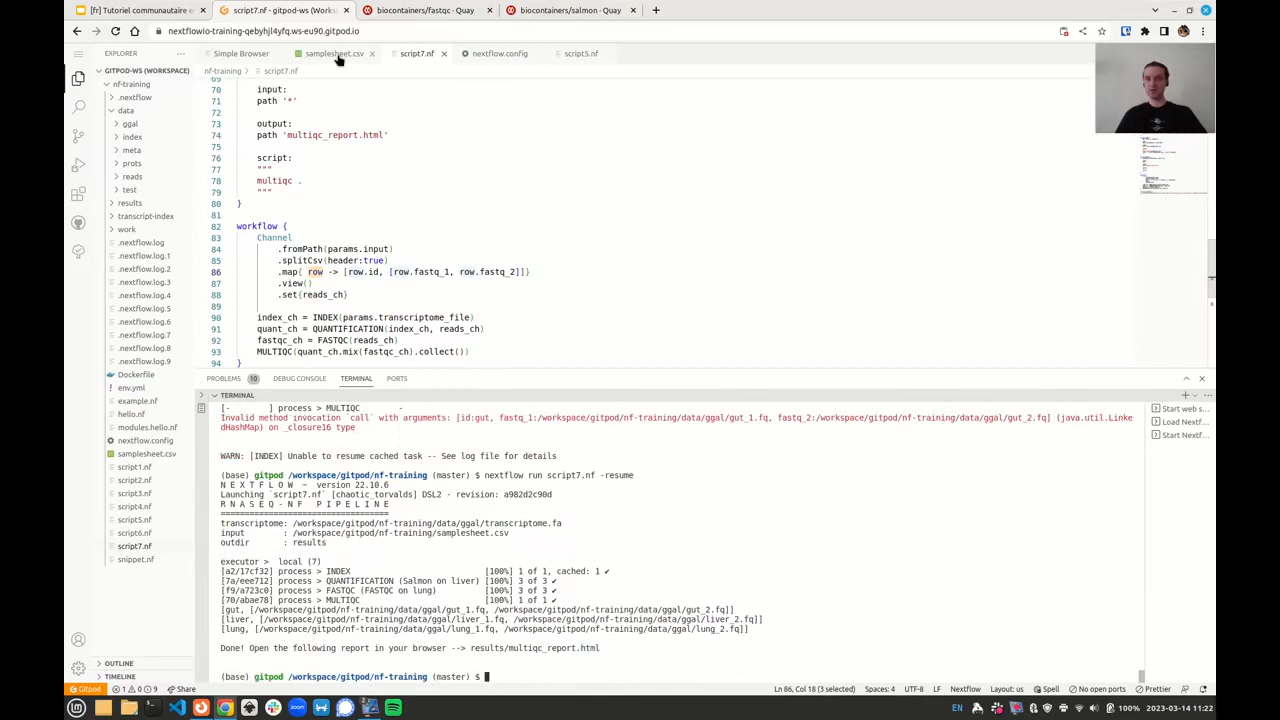 [fr] Tutoriel communautaire e
script7.nf - gitpod-ws (Works
biocontainers/fastqc · Quay
biocontainers/salmon · Quay
nextflowio-training-qebyhjl4yfq.ws-eu90.gitpod.io
EXPLORER
Simple Browser
samplesheet.csv
script7.nf
nextflow.config
script5.nf
GITPOD-WS (WORKSPACE)
nf-training
.nextflow
data
ggal
index
meta
prots
reads
test
results
transcript-index
work
.nextflow.log
.nextflow.log.1
.nextflow.log.2
.nextflow.log.3
.nextflow.log.4
.nextflow.log.5
.nextflow.log.6
.nextflow.log.7
.nextflow.log.8
.nextflow.log.9
Dockerfile
env.yml
example.nf
hello.nf
modules.hello.nf
nextflow.config
samplesheet.csv
script1.nf
script2.nf
script3.nf
script4.nf
script5.nf
script6.nf
script7.nf
snippet.nf
OUTLINE
TIMELINE
nf-training > script7.nf
69
70 input:
71 path '*'
72
73 output:
74 path 'multiqc_report.html'
75
76 script:
77 """
78 multiqc .
79 """
80 }
81
82 workflow {
83 Channel
84 .fromPath(params.input)
85 .splitCsv(header:true)
86 .map{ row -> [row.id, [row.fastq_1, row.fastq_2]]}
87 .view()
88 .set{reads_ch}
89
90 index_ch = INDEX(params.transcriptome_file)
91 quant_ch = QUANTIFICATION(index_ch, reads_ch)
92 fastqc_ch = FASTQC(reads_ch)
93 MULTIQC(quant_ch.mix(fastqc_ch).collect())
94 }
PROBLEMS 10 DEBUG CONSOLE TERMINAL PORTS
TERMINAL
[- ] process > MULTIQC -
Invalid method invocation `call` with arguments: [id:gut, fastq_1:/workspace/gitpod/nf-training/data/ggal/gut_1.fq, fastq_2:/workspace/gitpod/nf-training/data/ggal/gut_2.fq] (java.util.Linke
dHashMap) on _closure16 type
WARN: [INDEX] Unable to resume cached task -- See log file for details
(base) gitpod /workspace/gitpod/nf-training (master) $ nextflow run script7.nf -resume
N E X T F L O W ~ version 22.10.6
Launching `script7.nf` [chaotic_torvalds] DSL2 - revision: a982d2c90d
R N A S E Q - N F P I P E L I N E
===================================
transcriptome: /workspace/gitpod/nf-training/data/ggal/transcriptome.fa
input : /workspace/gitpod/nf-training/samplesheet.csv
outdir : results
executor > local (7)
[a2/17cf32] process > INDEX [100%] 1 of 1, cached: 1 ✔
[7a/eee712] process > QUANTIFICATION (Salmon on liver) [100%] 3 of 3 ✔
[f9/a723c0] process > FASTQC (FASTQC on lung) [100%] 3 of 3 ✔
[70/abae78] process > MULTIQC [100%] 1 of 1 ✔
[gut, [/workspace/gitpod/nf-training/data/ggal/gut_1.fq, /workspace/gitpod/nf-training/data/ggal/gut_2.fq]]
[liver, [/workspace/gitpod/nf-training/data/ggal/liver_1.fq, /workspace/gitpod/nf-training/data/ggal/liver_2.fq]]
[lung, [/workspace/gitpod/nf-training/data/ggal/lung_1.fq, /workspace/gitpod/nf-training/data/ggal/lung_2.fq]]
Done! Open the following report in your browser --> results/multiqc_report.html
(base) gitpod /workspace/gitpod/nf-training (master) $
Start web s...
Load Nextf...
Start Nextf...
Gitpod 1 0 9 Share
Ln 86, Col 18 (3 selected) Spaces: 4 UTF-8 LF Nextflow Layout: us Spell No open ports Prettier
EN 100% 2023-03-14 11:22